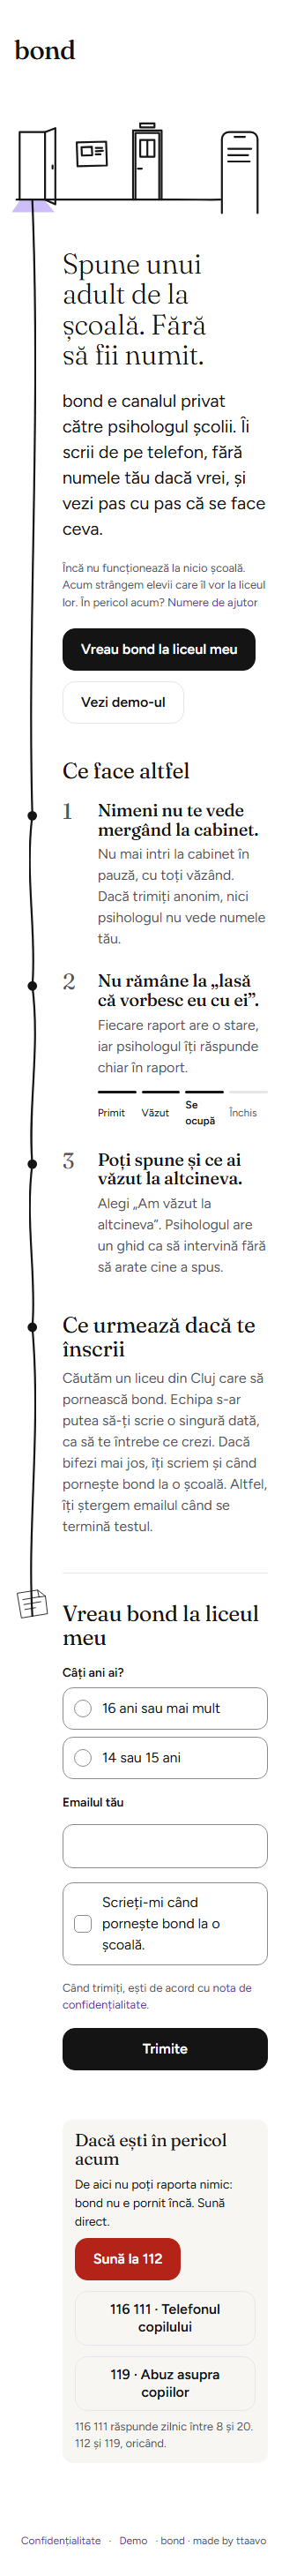 bond
Spune unui
adult de la
școală. Fără
să fii numit.
bond e canalul privat
către psihologul școlii. Îi
scrii de pe telefon, fără
numele tău dacă vrei, și
vezi pas cu pas că se face
ceva.
Încă nu funcționează la nicio școală.
Acum strângem elevii care îl vor la liceul
lor. În pericol acum? Numere de ajutor
Vreau bond la liceul meu
Vezi demo-ul
Ce face altfel
1
Nimeni nu te vede
mergând la cabinet.
Nu mai intri la cabinet în
pauză, cu toți văzând.
Dacă trimiți anonim, nici
psihologul nu vede numele
tău.
2
Nu rămâne la „lasă
că vorbesc eu cu ei”.
Fiecare raport are o stare,
iar psihologul îți răspunde
chiar în raport.
Primit Văzut Se ocupă Închis
3
Poți spune și ce ai
văzut la altcineva.
Alegi „Am văzut la
altcineva”. Psihologul are
un ghid ca să intervină fără
să arate cine a spus.
Ce urmează dacă te
înscrii
Căutăm un liceu din Cluj care să
pornească bond. Echipa s-ar
putea să-ți scrie o singură dată,
ca să te întrebe ce crezi. Dacă
bifezi mai jos, îți scriem și când
pornește bond la o școală. Altfel,
îți ștergem emailul când se
termină testul.
Vreau bond la liceul
meu
Câți ani ai?
16 ani sau mai mult
14 sau 15 ani
Emailul tău
Scrieți-mi când
pornește bond la o
școală.
Când trimiți, ești de acord cu nota de
confidențialitate.
Trimite
Dacă ești în pericol
acum
De aici nu poți raporta nimic:
bond nu e pornit încă. Sună
direct.
Sună la 112
116 111 · Telefonul
copilului
119 · Abuz asupra
copiilor
116 111 răspunde zilnic între 8 și 20.
112 și 119, oricând.
Confidențialitate · Demo · bond · made by ttaavo